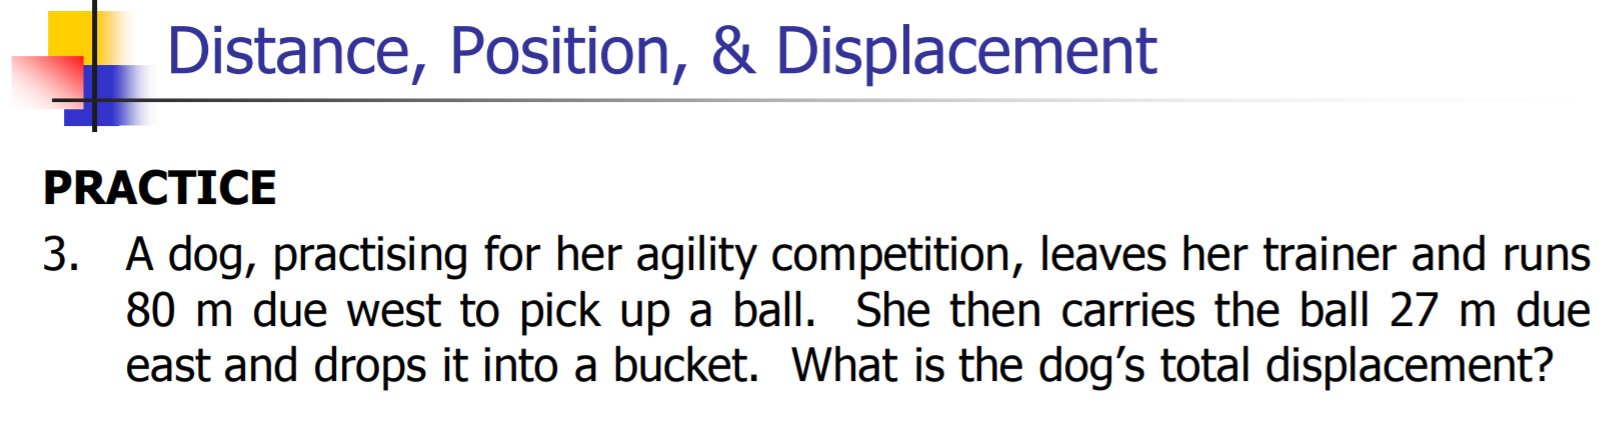 Distance, Position, & Displacement
PRACTICE
3. A dog, practising for her agility competition, leaves her trainer and runs
80 m due west to pick up a ball. She then carries the ball 27 m due
east and drops it into a bucket. What is the dog’s total displacement?